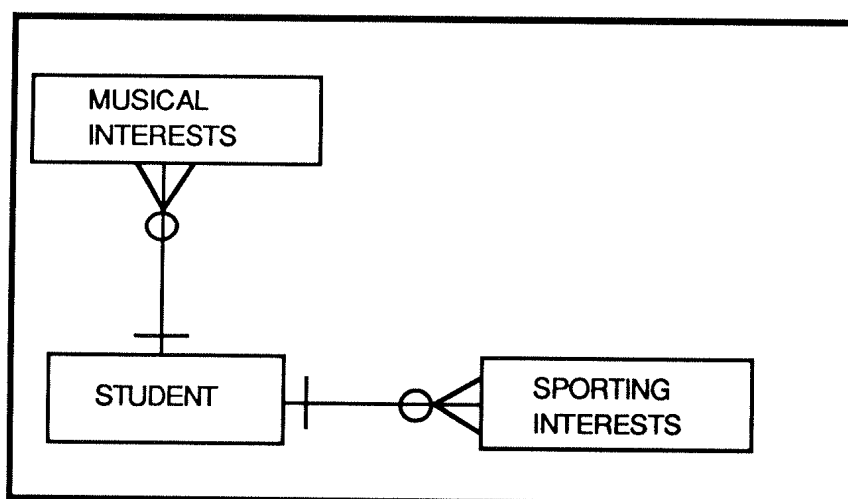 MUSICAL
INTERESTS
STUDENT
SPORTING
INTERESTS